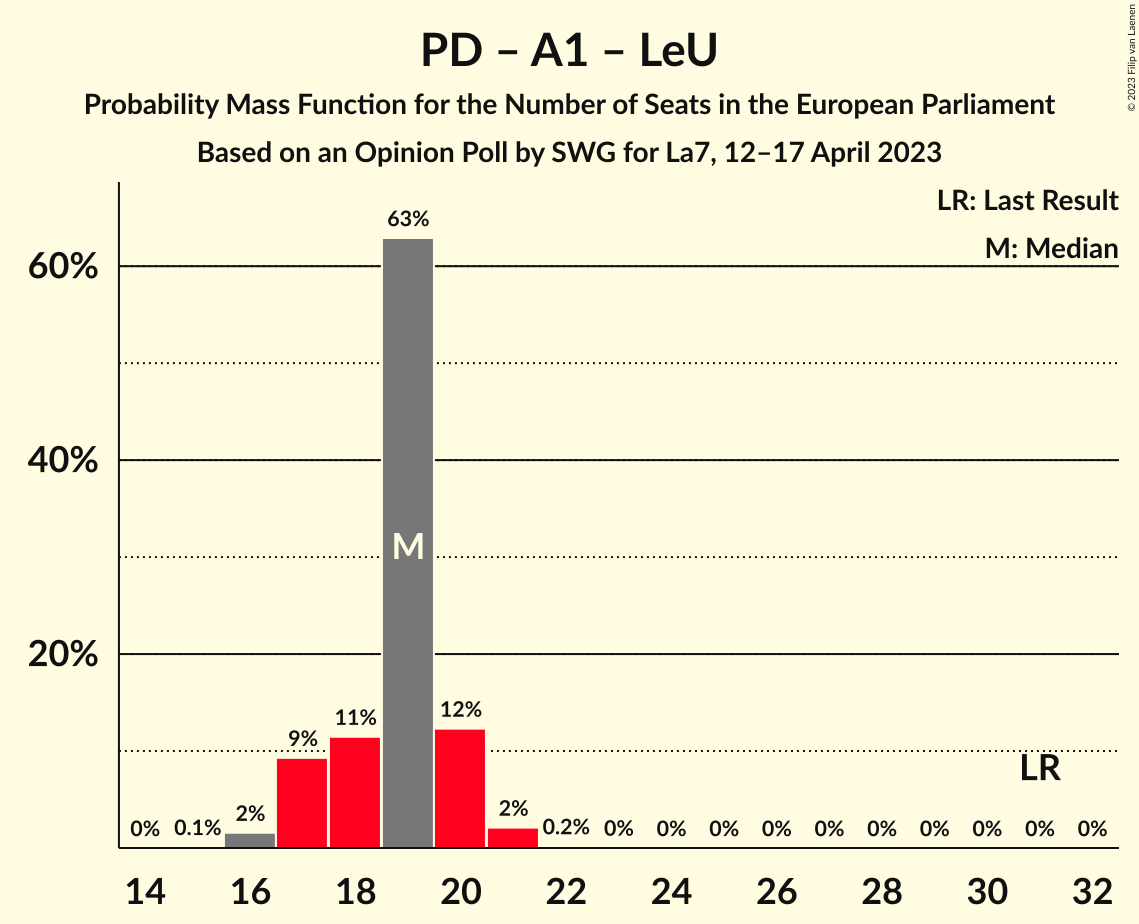 © 2023 Filip van Laenen
PD – A1 – LeU
Probability Mass Function for the Number of Seats in the European Parliament
Based on an Opinion Poll by SWG for La7, 12–17 April 2023
LR: Last Result
M: Median
60%
40%
20%
0% 0.1% 2% 9% 11% 63% 12% 2% 0.2% 0% 0% 0% 0% 0% 0% 0% 0% 0% 0%
M
LR
14 16 18 20 22 24 26 28 30 32